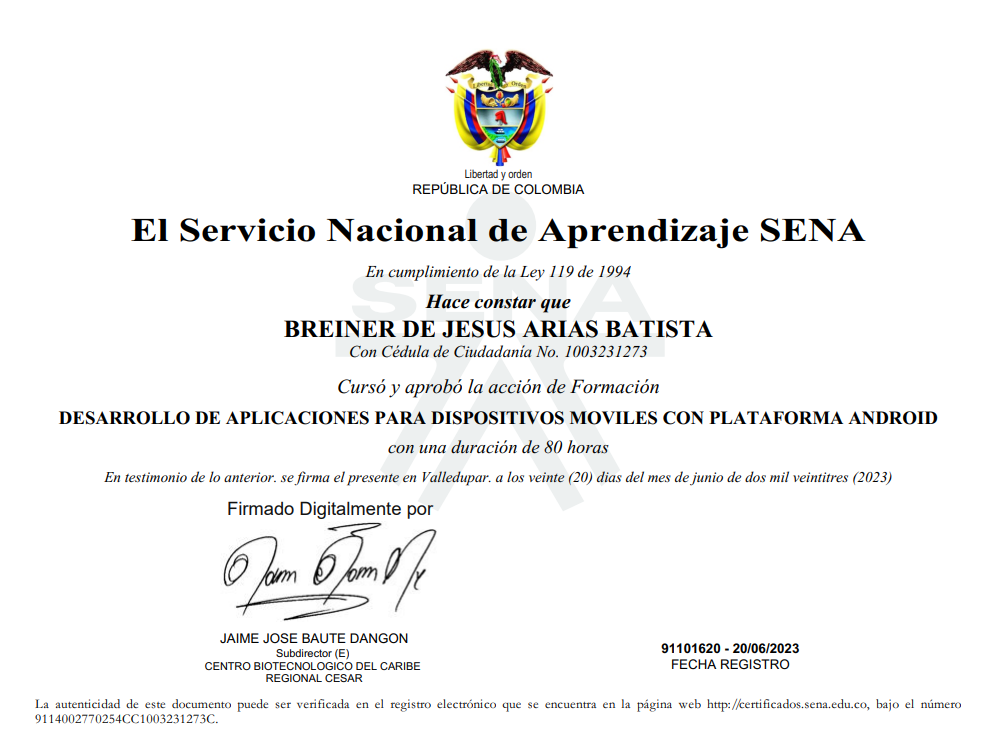 Libertad y Orden
Libertad y orden
REPÚBLICA DE COLOMBIA
El Servicio Nacional de Aprendizaje SENA
En cumplimiento de la Ley 119 de 1994
SENA
Hace constar que
BREINER DE JESUS ARIAS BATISTA
Con Cédula de Ciudadanía No. 1003231273
Cursó y aprobó la acción de Formación
DESARROLLO DE APLICACIONES PARA DISPOSITIVOS MOVILES CON PLATAFORMA ANDROID
con una duración de 80 horas
En testimonio de lo anterior. se firma el presente en Valledupar. a los veinte (20) dias del mes de junio de dos mil veintitres (2023)
Firmado Digitalmente por
JAIME JOSE BAUTE DANGON
Subdirector (E)
CENTRO BIOTECNOLOGICO DEL CARIBE
REGIONAL CESAR
91101620 - 20/06/2023
FECHA REGISTRO
La autenticidad de este documento puede ser verificada en el registro electrónico que se encuentra en la página web http://certificados.sena.edu.co, bajo el número
9114002770254CC1003231273C.